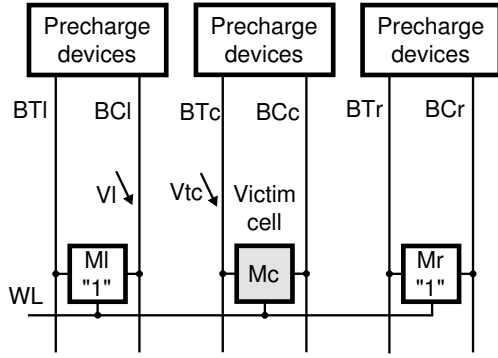 Precharge devices
Precharge devices
Precharge devices
BTl
BCl
BTc
BCc
BTr
BCr
Vl
Vtc
Victim cell
Ml "1"
Mc
Mr "1"
WL